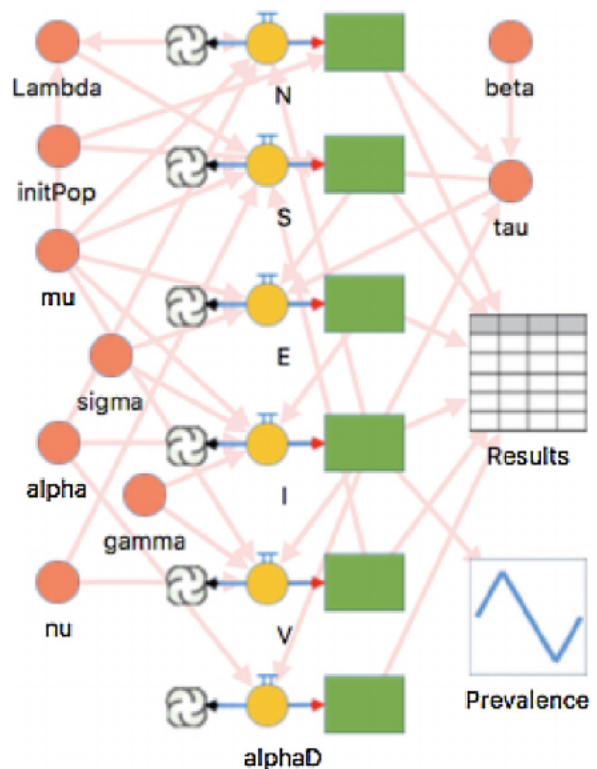 Lambda
N
beta
initPop
S
tau
mu
E
sigma
Results
alpha
I
gamma
nu
V
Prevalence
alphaD